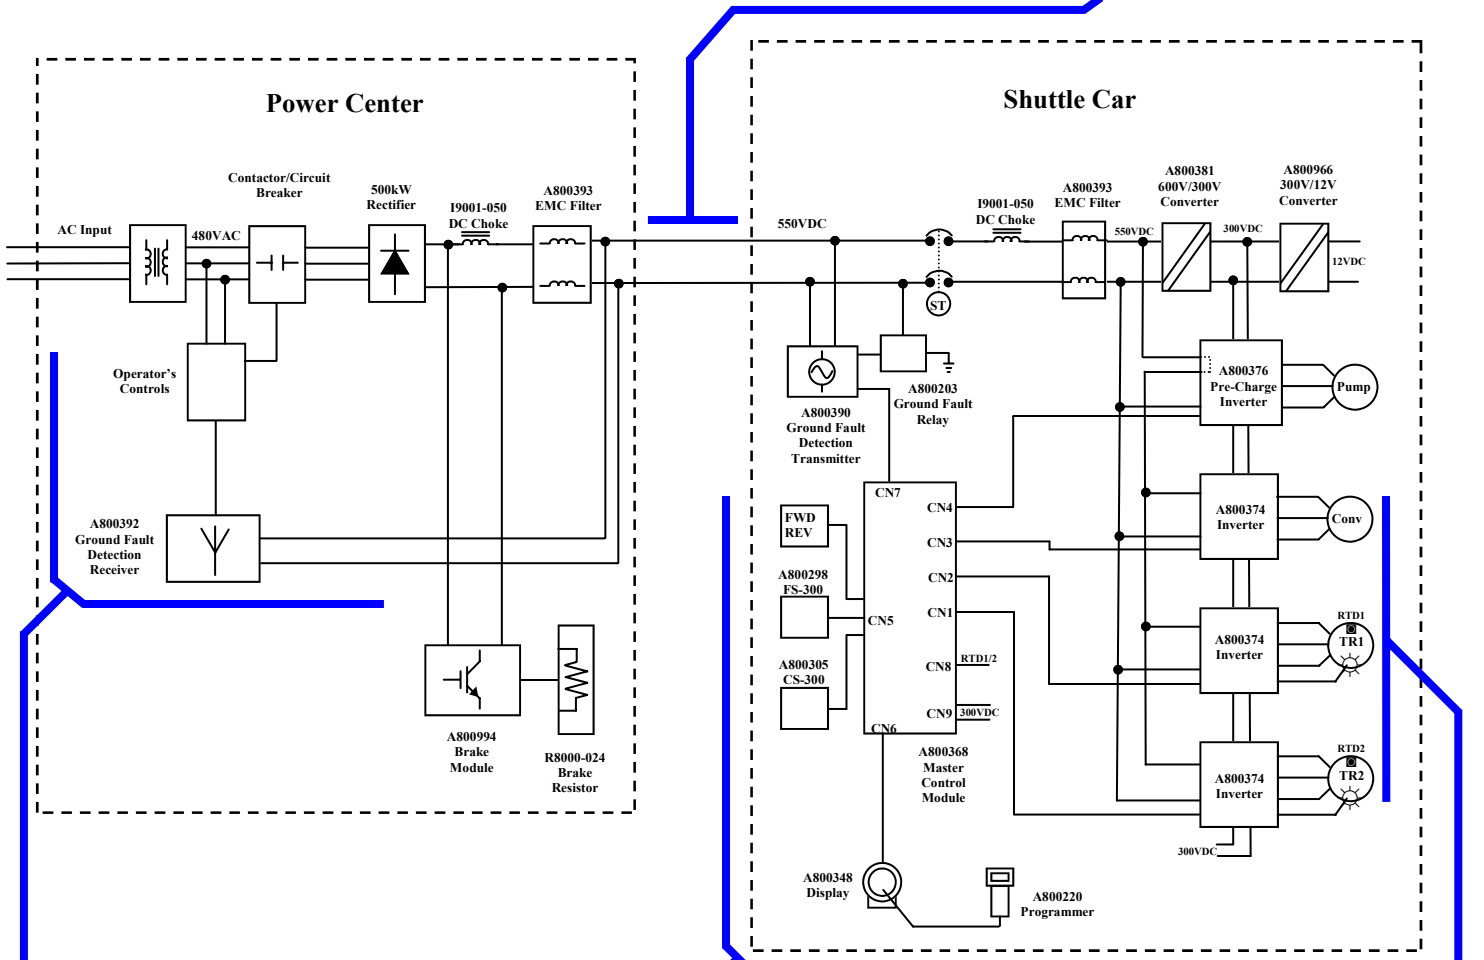 Power Center
AC Input
480VAC
Contactor/Circuit
Breaker
500kW
Rectifier
I9001-050
DC Choke
A800393
EMC Filter
Operator's
Controls
A800392
Ground Fault
Detection
Receiver
A800994
Brake
Module
R8000-024
Brake
Resistor
Shuttle Car
550VDC
I9001-050
DC Choke
A800393
EMC Filter
A800381
600V/300V
Converter
A800966
300V/12V
Converter
550VDC
300VDC
12VDC
ST
A800390
Ground Fault
Detection
Transmitter
A800203
Ground Fault
Relay
A800376
Pre-Charge
Inverter
Pump
CN7
CN4
CN3
CN2
CN1
CN5
CN8
RTD1/2
CN9
300VDC
CN6
FWD
REV
A800298
FS-300
A800305
CS-300
A800368
Master
Control
Module
A800374
Inverter
Conv
A800374
Inverter
RTD1
TR1
A800374
Inverter
RTD2
TR2
300VDC
A800348
Display
A800220
Programmer